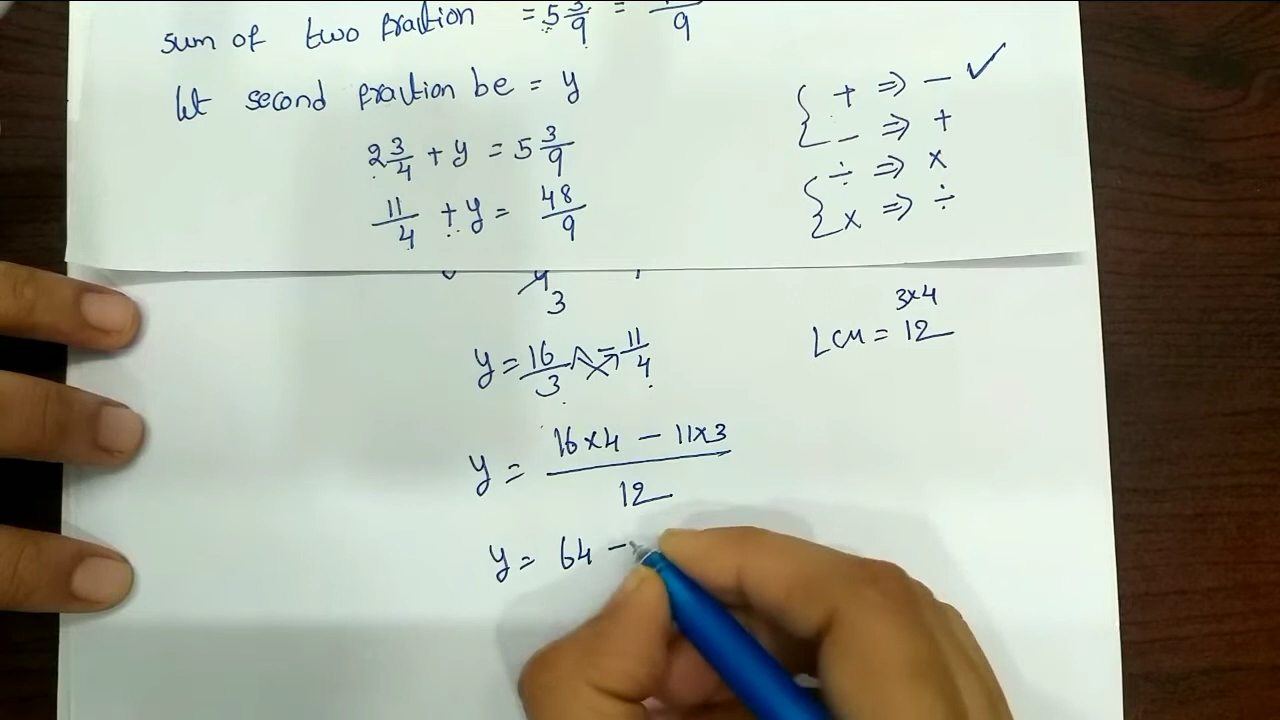 sum of two fraction = 5 3/9 = /9
let second fraction be = y
2 3/4 + y = 5 3/9
11/4 + y = 48/9
{ + ⇒ − ✓
− ⇒ +
{ ÷ ⇒ ×
× ⇒ ÷
3
y = 16/3 − 11/4
3×4
LCM = 12
y = 16×4 − 11×3 / 12
y = 64 −